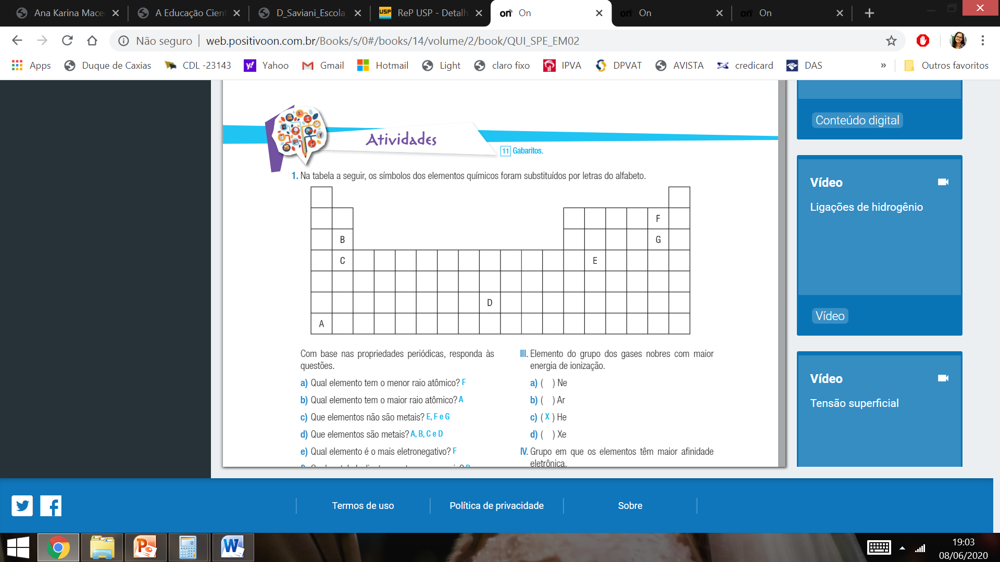 Ana Karina Mace
A Educação Cient
D_Saviani_Escola_
USP ReP USP - Detalh
on On
on On
on On
Não seguro | web.positivoon.com.br/Books/s/0#/books/14/volume/2/book/QUI_SPE_EM02
Apps Duque de Caxias CDL -23143 Yahoo Gmail Hotmail Light claro fixo IPVA DPVAT AVISTA credicard DAS » Outros favoritos
Atividades
11 Gabaritos.
1. Na tabela a seguir, os símbolos dos elementos químicos foram substituídos por letras do alfabeto.
F
B G
C E
D
A
Com base nas propriedades periódicas, responda às
questões.
a) Qual elemento tem o menor raio atômico? F
b) Qual elemento tem o maior raio atômico? A
c) Que elementos não são metais? E, F e G
d) Que elementos são metais? A, B, C e D
e) Qual elemento é o mais eletronegativo? F
III. Elemento do grupo dos gases nobres com maior
energia de ionização.
a) ( ) Ne
b) ( ) Ar
c) ( X ) He
d) ( ) Xe
IV. Grupo em que os elementos têm maior afinidade
eletrônica.
Conteúdo digital
Vídeo
Ligações de hidrogênio
Vídeo
Vídeo
Tensão superficial
Termos de uso
Política de privacidade
Sobre
19:03
08/06/2020